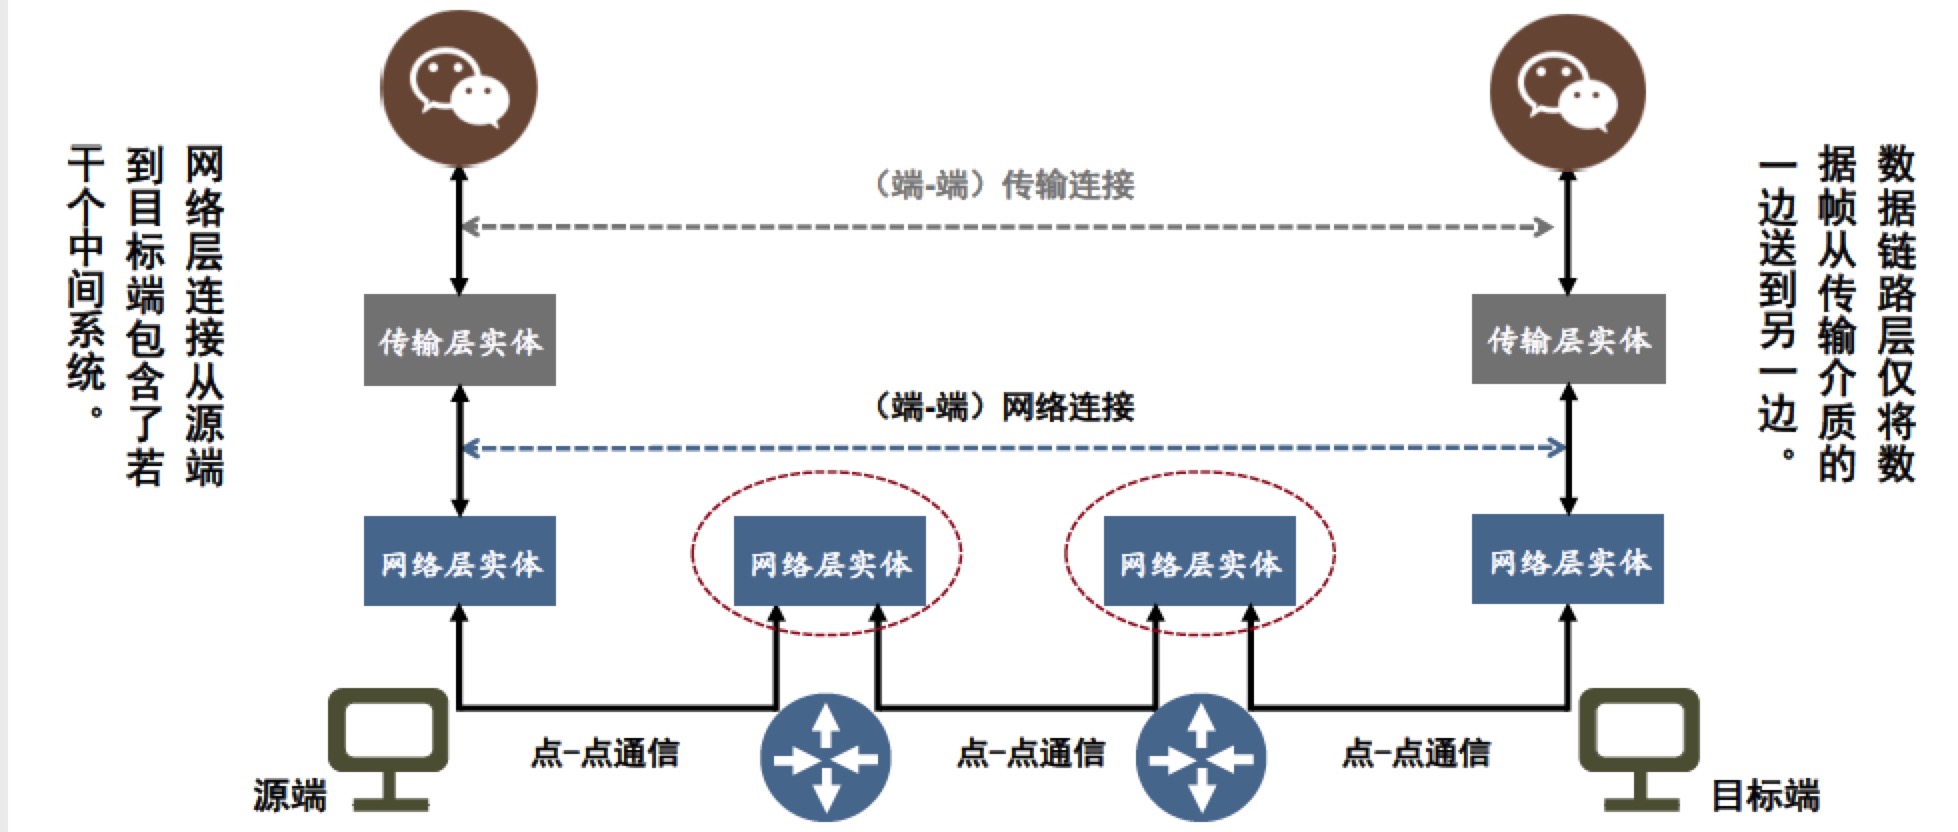 网络层连接从源端
到目标端包含了若
干个中间系统。
（端-端）传输连接
传输层实体
传输层实体
（端-端）网络连接
网络层实体
网络层实体
网络层实体
网络层实体
点-点通信
点-点通信
点-点通信
源端
目标端
数据链路层仅将数
据帧从传输介质的
一边送到另一边。